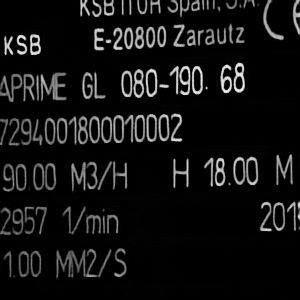 KSB ITUR Spain, S.A.
KSB E-20800 Zarautz
APRIME GL 080-190. 68
7294001800010002
90.00 M3/H H 18.00 M
2957 1/min 2015
1.00 MM2/S